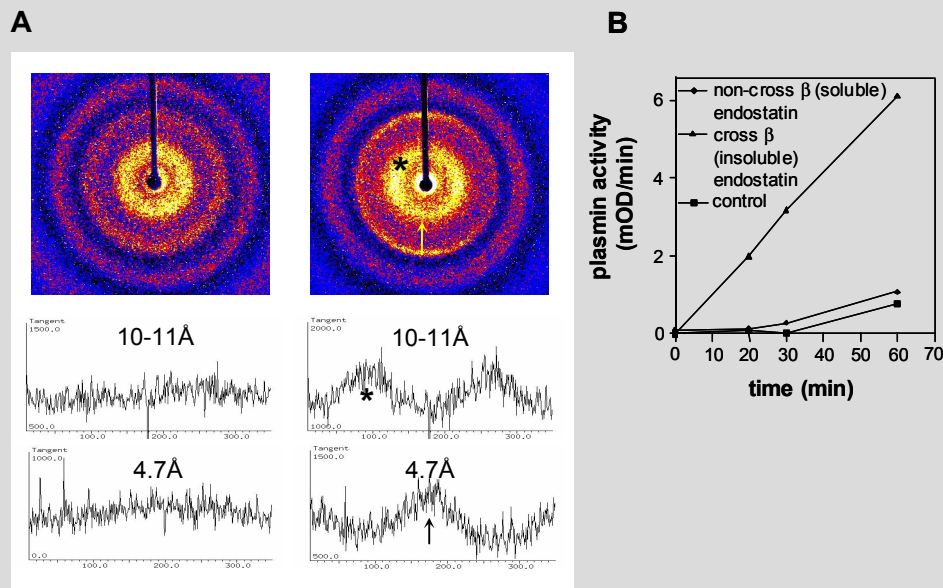 A
B
*
10-11Å
Tangent
1500.0
500.0
100.0 200.0 300.0
10-11Å
Tangent
2000.0
*
1000.0
100.0 200.0 300.0
4.7Å
Tangent
1000.0
0.0
100.0 200.0 300.0
4.7Å
Tangent
1500.0
500.0
100.0 200.0 300.0
plasmin activity
(mOD/min)
6
4
2
0
non-cross β (soluble)
endostatin
cross β
(insoluble)
endostatin
control
0 10 20 30 40 50 60 70
time (min)